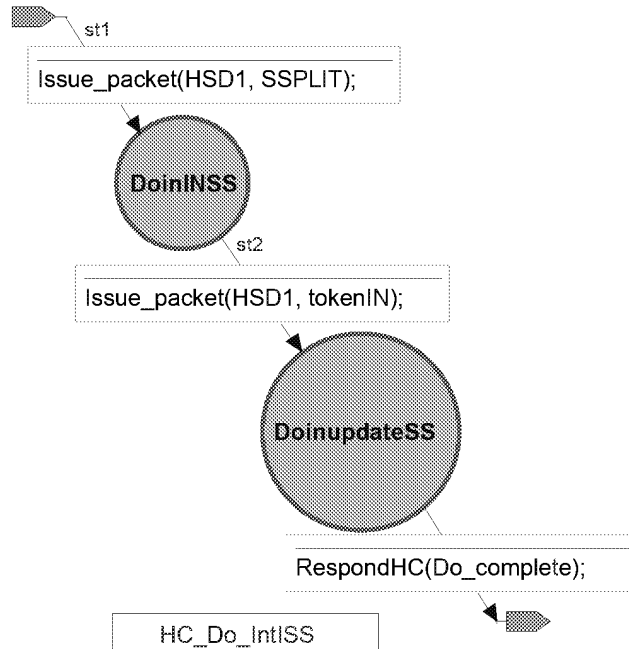 st1
Issue_packet(HSD1, SSPLIT);
DoinINSS
st2
Issue_packet(HSD1, tokenIN);
DoinupdateSS
RespondHC(Do_complete);
HC_Do_IntISS